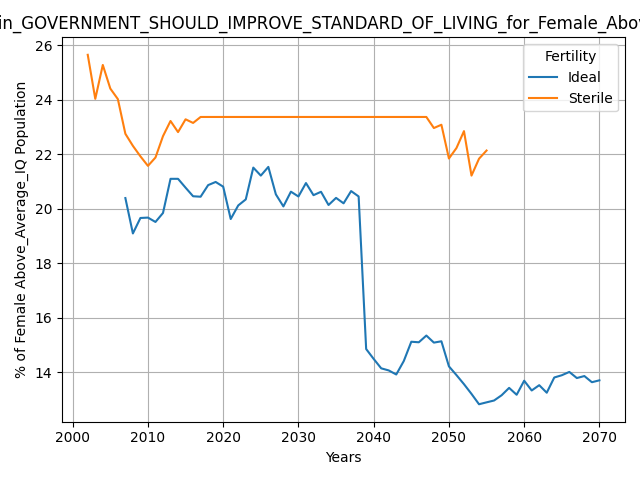 in_GOVERNMENT_SHOULD_IMPROVE_STANDARD_OF_LIVING_for_Female_Abov
26
24
22
20
18
16
14
% of Female Above_Average_IQ Population
Fertility
Ideal
Sterile
2000 2010 2020 2030 2040 2050 2060 2070
Years